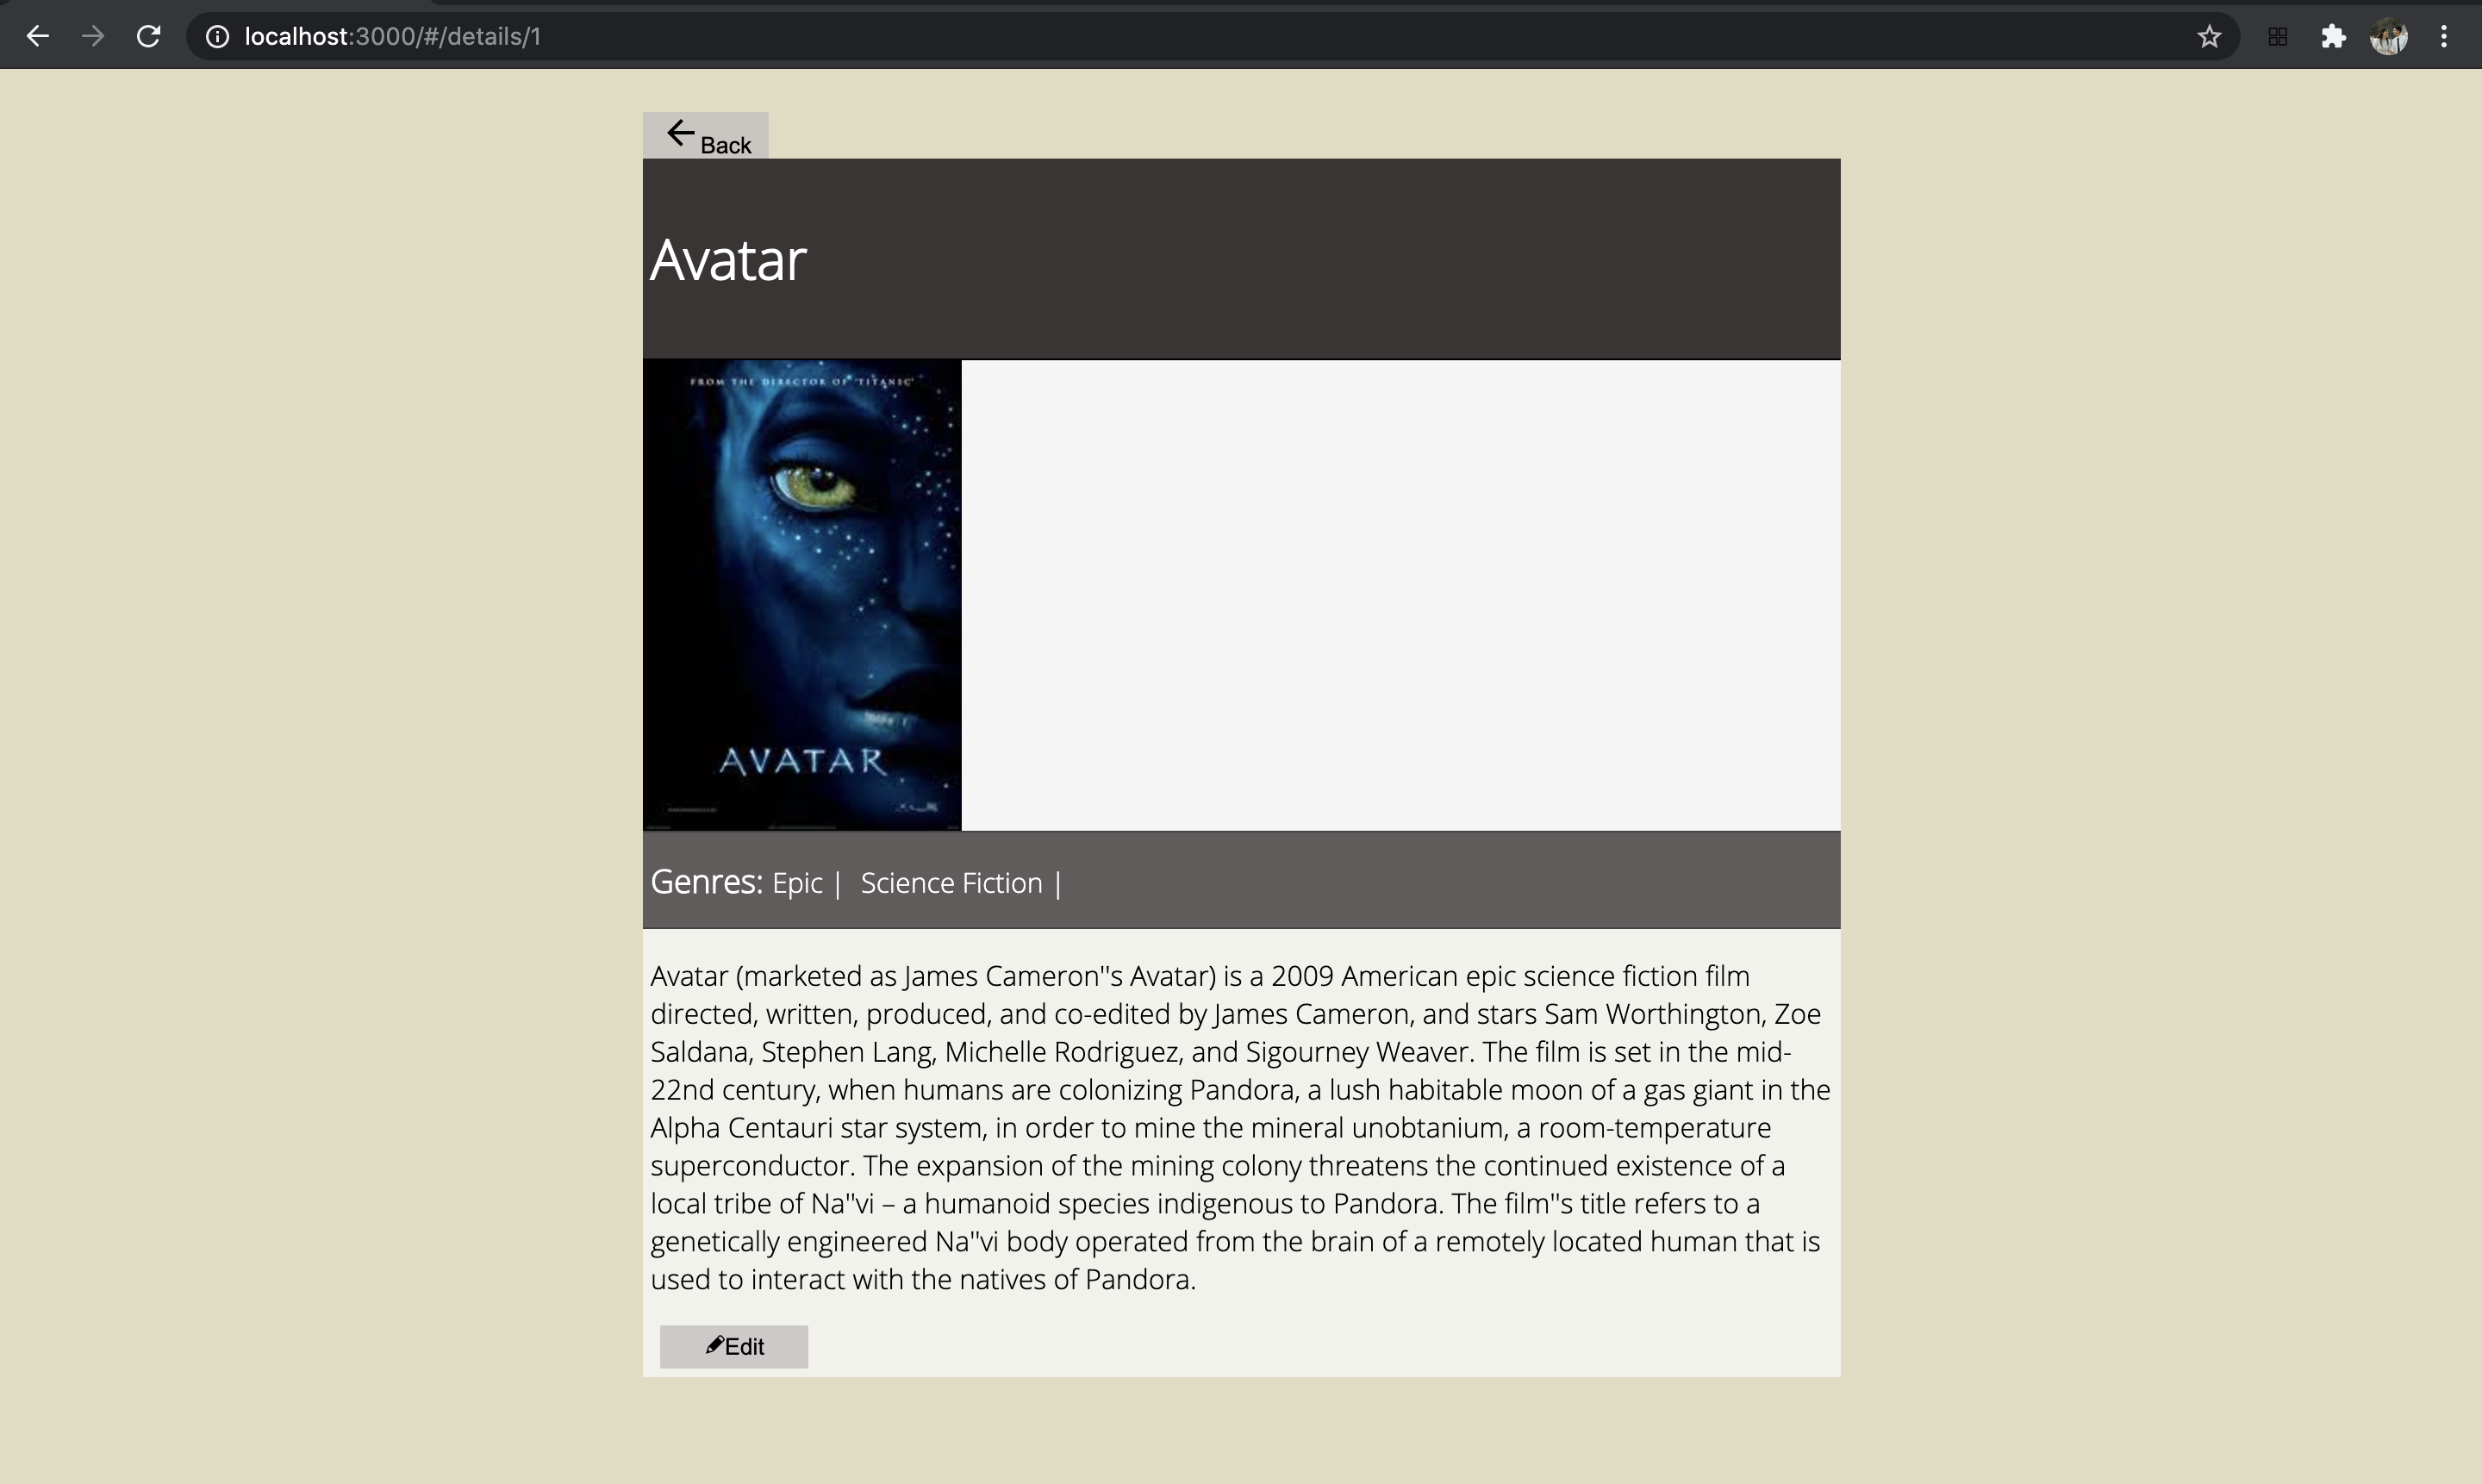 localhost:3000/#/details/1
Back
Avatar
FROM THE DIRECTOR OF 'TITANIC'
AVATAR
Genres: Epic | Science Fiction |
Avatar (marketed as James Cameron''s Avatar) is a 2009 American epic science fiction film
directed, written, produced, and co-edited by James Cameron, and stars Sam Worthington, Zoe
Saldana, Stephen Lang, Michelle Rodriguez, and Sigourney Weaver. The film is set in the mid-
22nd century, when humans are colonizing Pandora, a lush habitable moon of a gas giant in the
Alpha Centauri star system, in order to mine the mineral unobtanium, a room-temperature
superconductor. The expansion of the mining colony threatens the continued existence of a
local tribe of Na''vi – a humanoid species indigenous to Pandora. The film''s title refers to a
genetically engineered Na''vi body operated from the brain of a remotely located human that is
used to interact with the natives of Pandora.
Edit